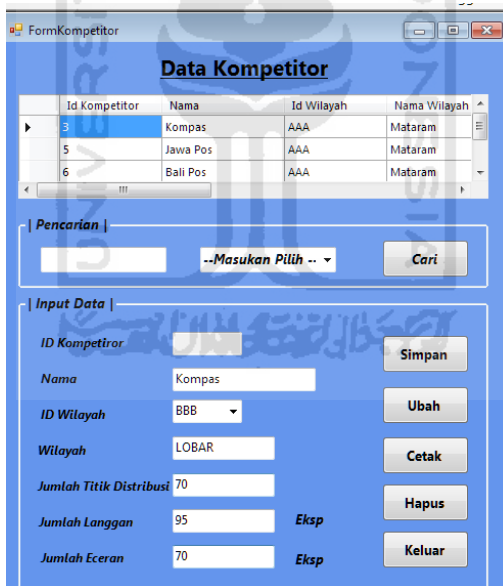 FormKompetitor
Data Kompetitor
Id Kompetitor Nama Id Wilayah Nama Wilayah
3 Kompas AAA Mataram
5 Jawa Pos AAA Mataram
6 Bali Pos AAA Mataram
| Pencarian |
--Masukan Pilih -- Cari
| Input Data |
ID Kompetiror
Simpan
Nama Kompas
ID Wilayah BBB Ubah
Wilayah LOBAR
Cetak
Jumlah Titik Distribusi 70
Hapus
Jumlah Langgan 95 Eksp
Jumlah Eceran 70 Eksp
Keluar